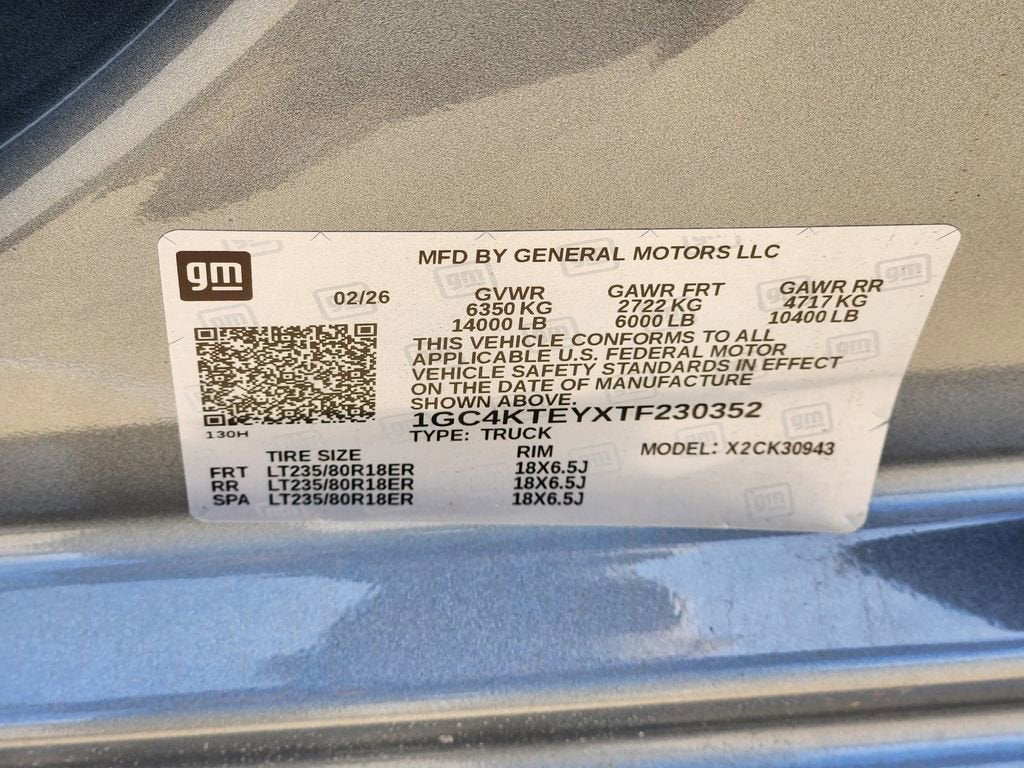 gm
MFD BY GENERAL MOTORS LLC
02/26
GVWR GAWR FRT GAWR RR
6350 KG 2722 KG 4717 KG
14000 LB 6000 LB 10400 LB
THIS VEHICLE CONFORMS TO ALL
APPLICABLE U.S. FEDERAL MOTOR
VEHICLE SAFETY STANDARDS IN EFFECT
ON THE DATE OF MANUFACTURE
SHOWN ABOVE.
1GC4KTEYXTF230352
130H
TYPE: TRUCK
MODEL: X2CK30943
TIRE SIZE RIM
FRT LT235/80R18ER 18X6.5J
RR LT235/80R18ER 18X6.5J
SPA LT235/80R18ER 18X6.5J